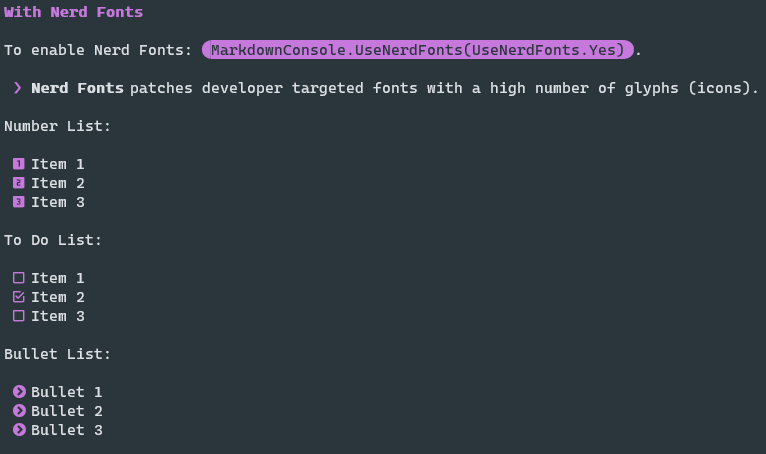 With Nerd Fonts
To enable Nerd Fonts: MarkdownConsole.UseNerdFonts(UseNerdFonts.Yes).
❯ Nerd Fonts patches developer targeted fonts with a high number of glyphs (icons).
Number List:
1 Item 1
2 Item 2
3 Item 3
To Do List:
Item 1
Item 2
Item 3
Bullet List:
Bullet 1
Bullet 2
Bullet 3